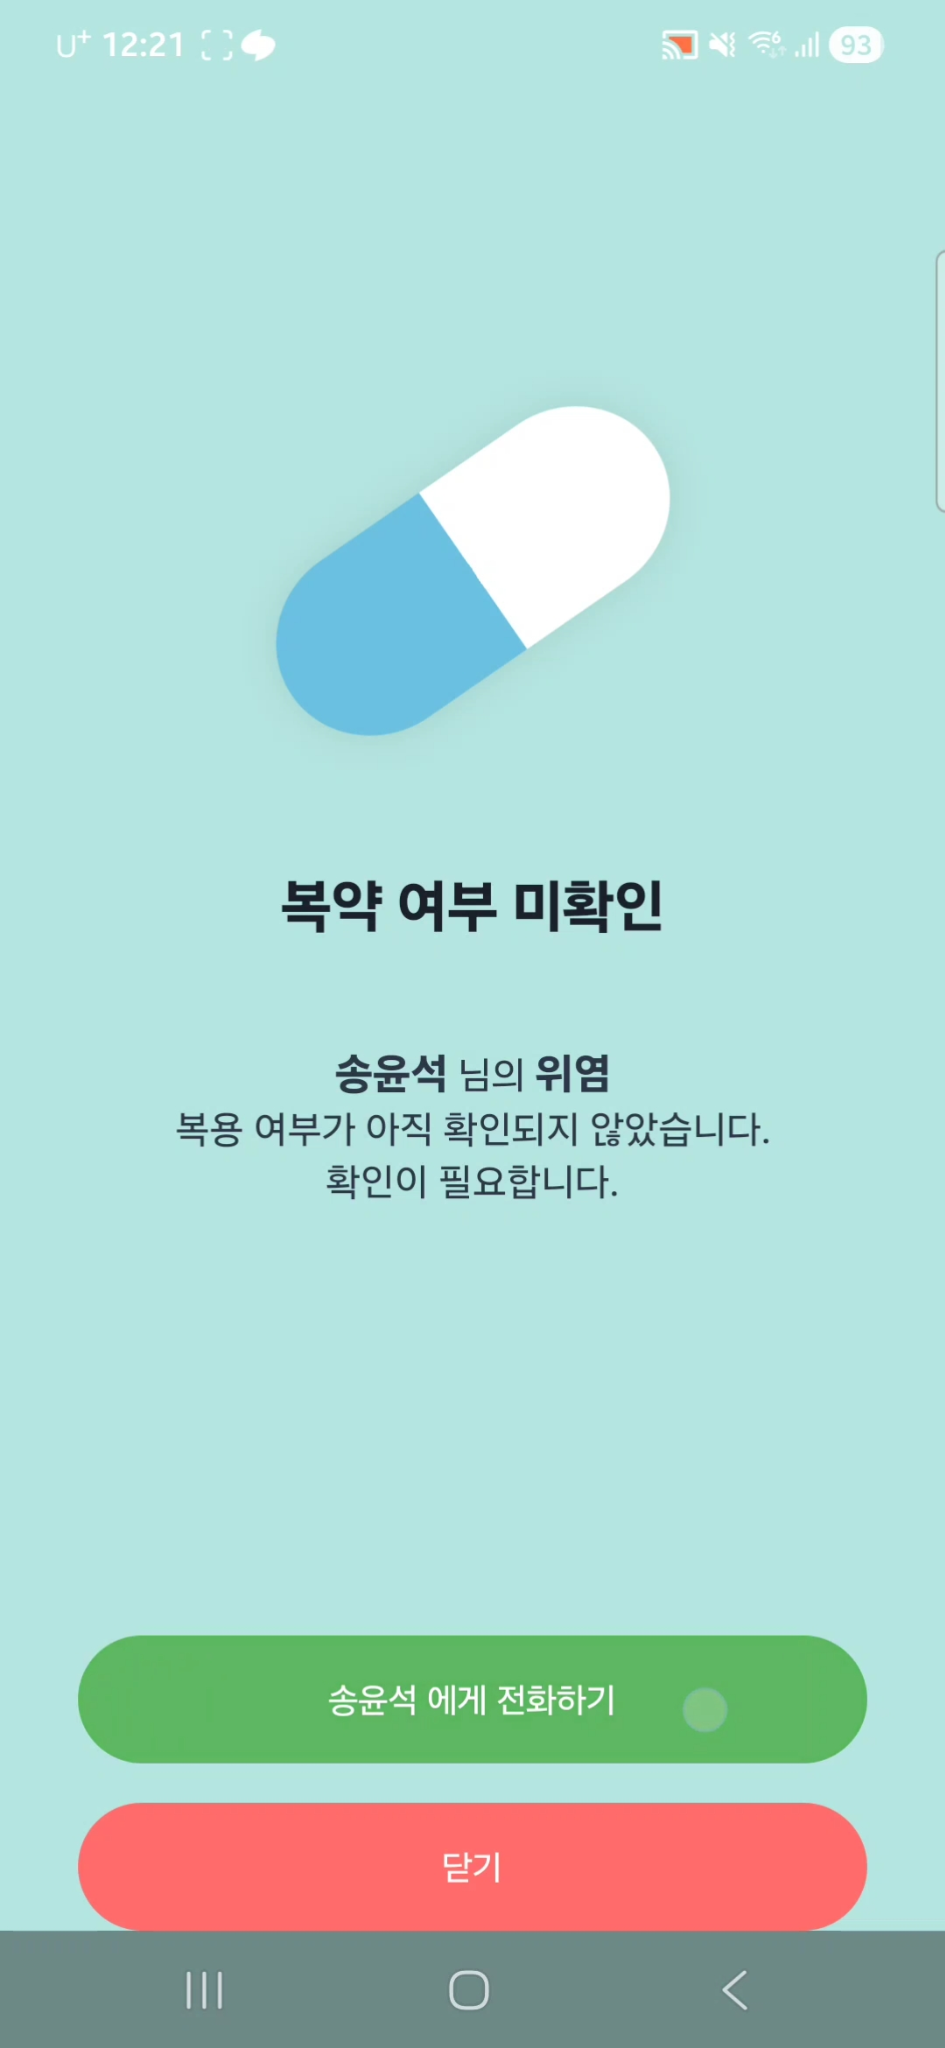 U+ 12:21 6 93
복약 여부 미확인
송윤석 님의 위염
복용 여부가 아직 확인되지 않았습니다.
확인이 필요합니다.
송윤석 에게 전화하기
닫기